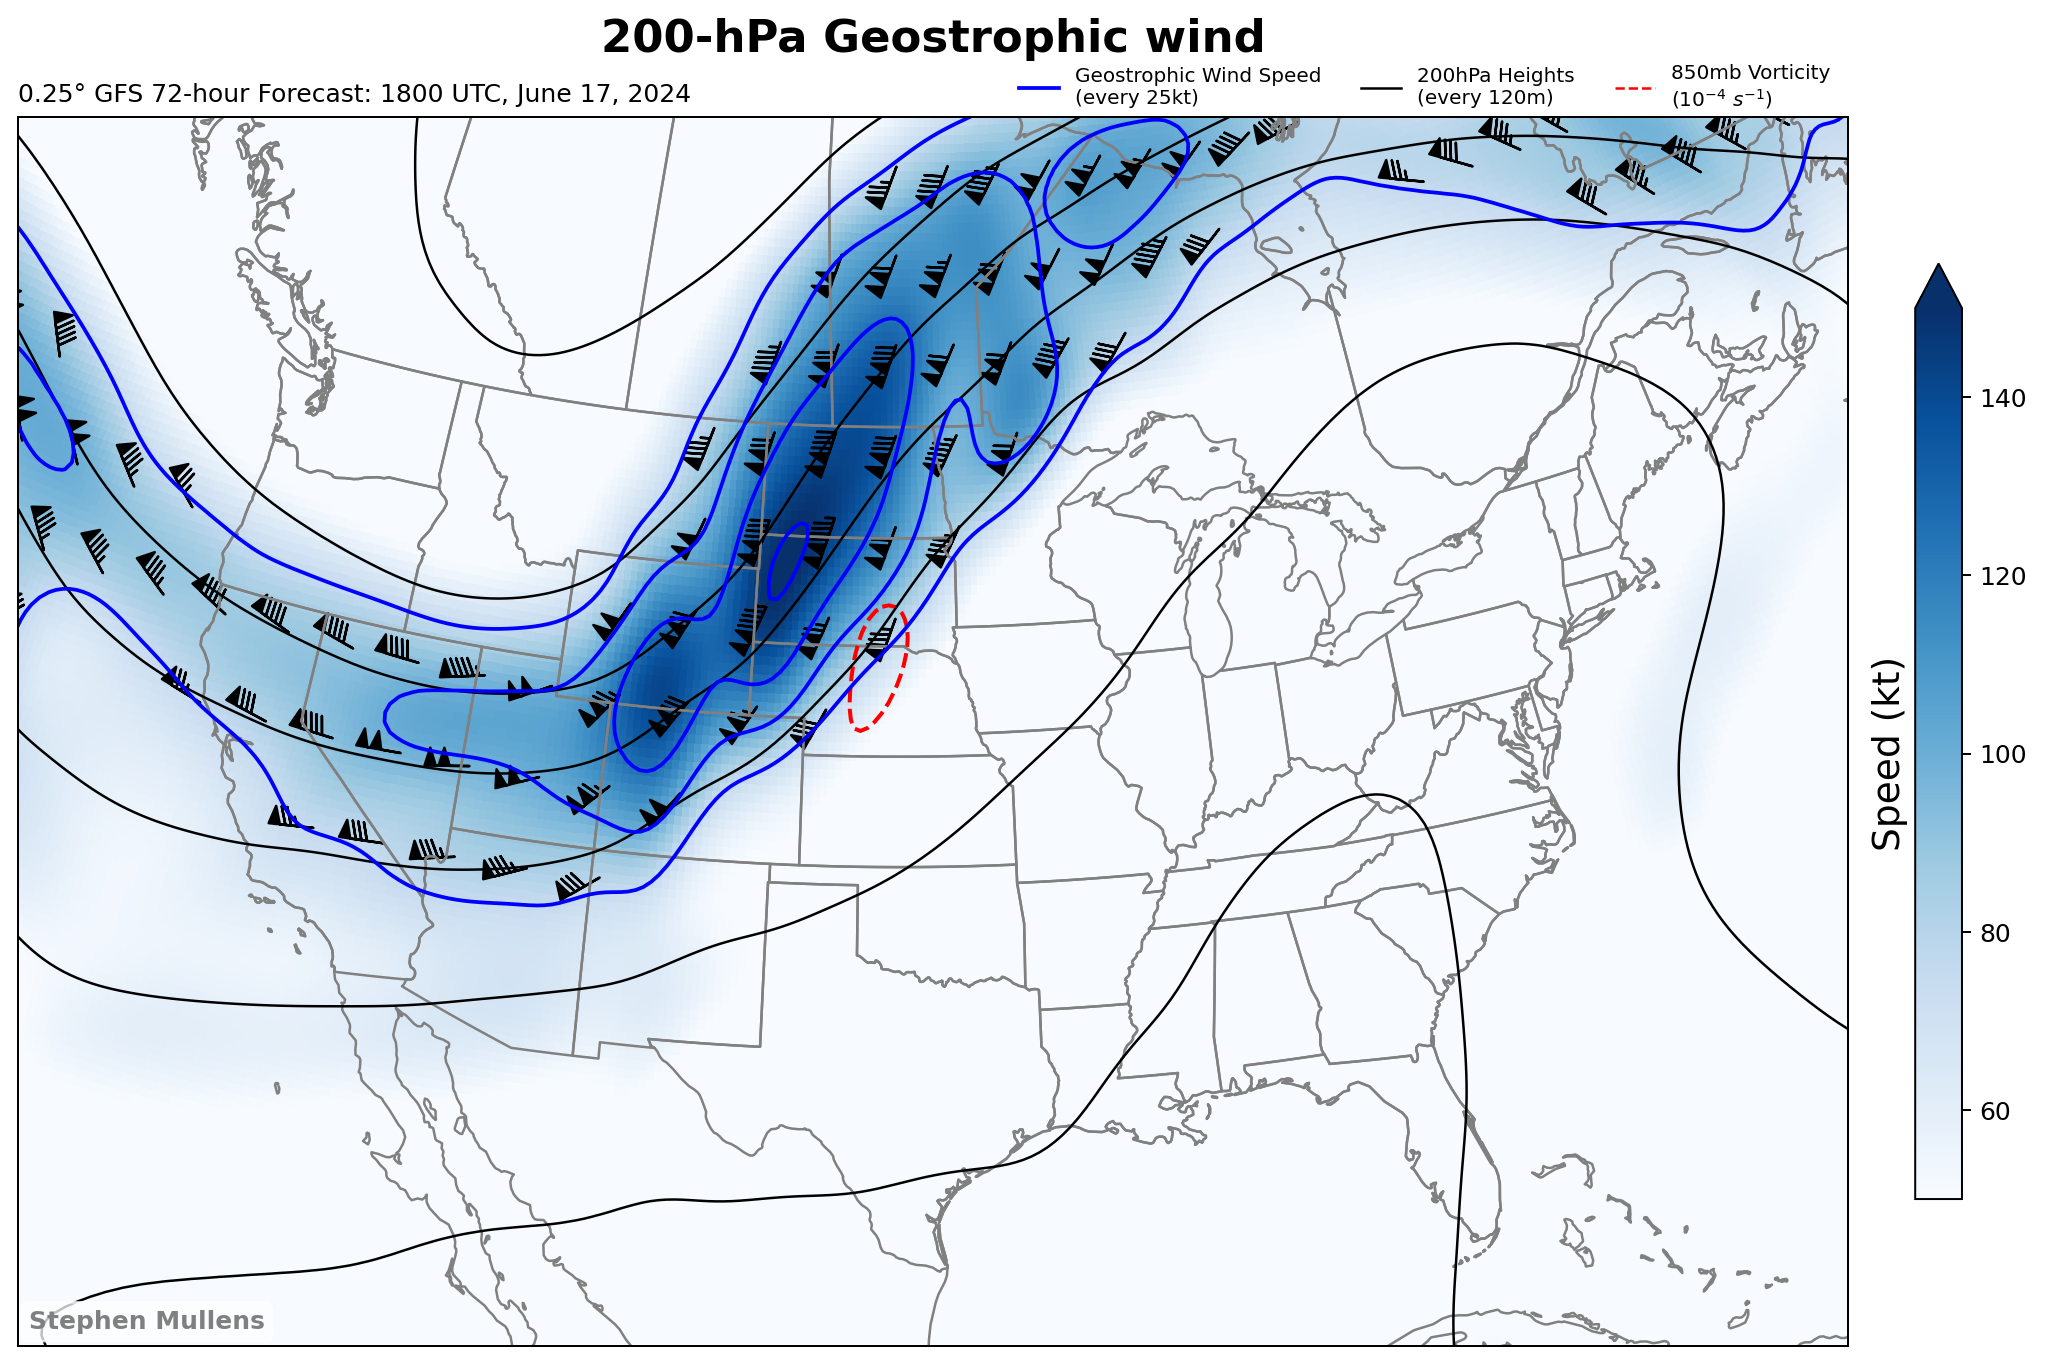 200-hPa Geostrophic wind
0.25° GFS 72-hour Forecast: 1800 UTC, June 17, 2024
Geostrophic Wind Speed
(every 25kt)
200hPa Heights
(every 120m)
850mb Vorticity
(10⁻⁴ s⁻¹)
140
120
100
80
60
Speed (kt)
Stephen Mullens